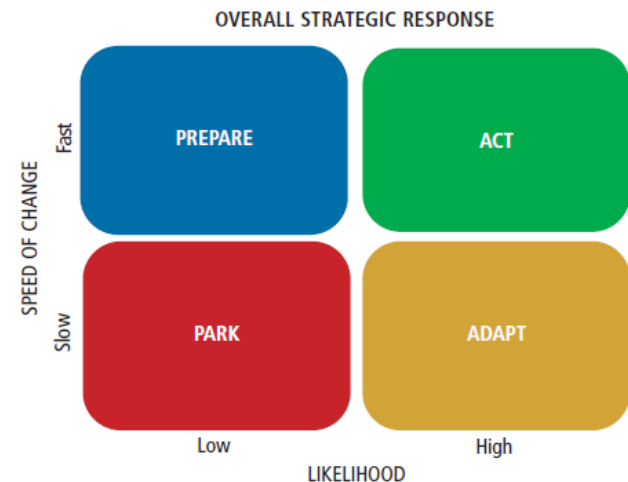 OVERALL STRATEGIC RESPONSE
SPEED OF CHANGE
Fast
PREPARE
ACT
Slow
PARK
ADAPT
Low
High
LIKELIHOOD